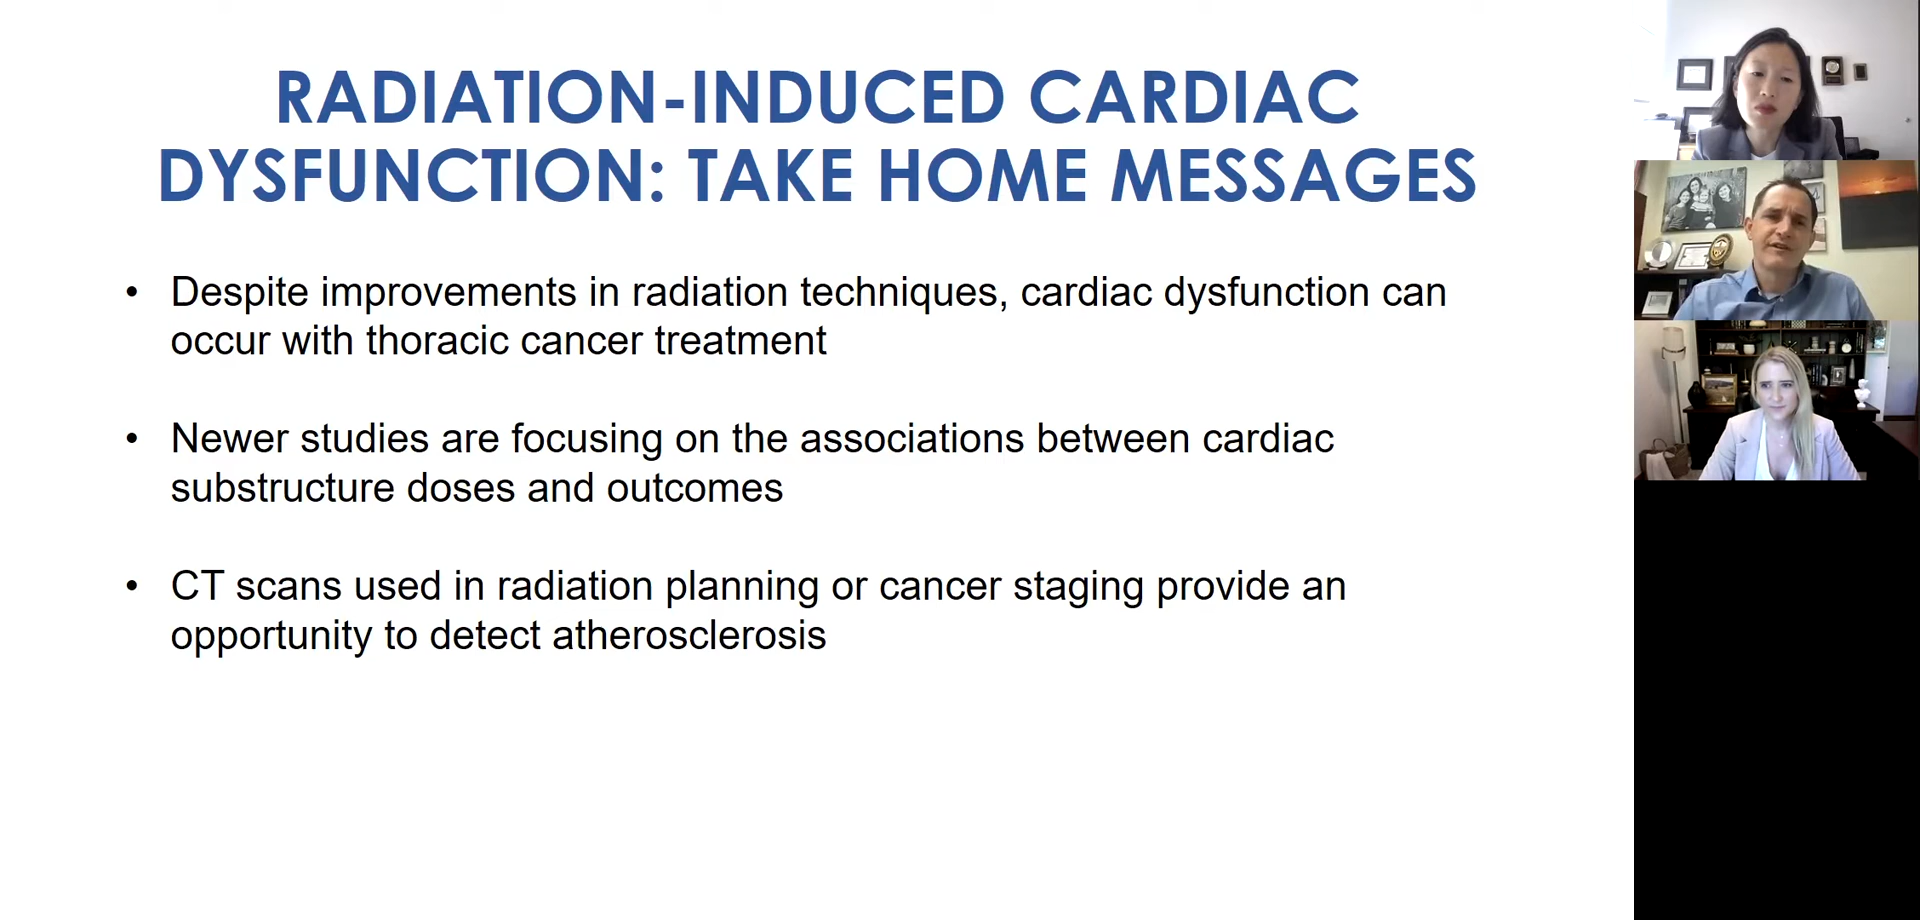 RADIATION-INDUCED CARDIAC
DYSFUNCTION: TAKE HOME MESSAGES
• Despite improvements in radiation techniques, cardiac dysfunction can
occur with thoracic cancer treatment
• Newer studies are focusing on the associations between cardiac
substructure doses and outcomes
• CT scans used in radiation planning or cancer staging provide an
opportunity to detect atherosclerosis